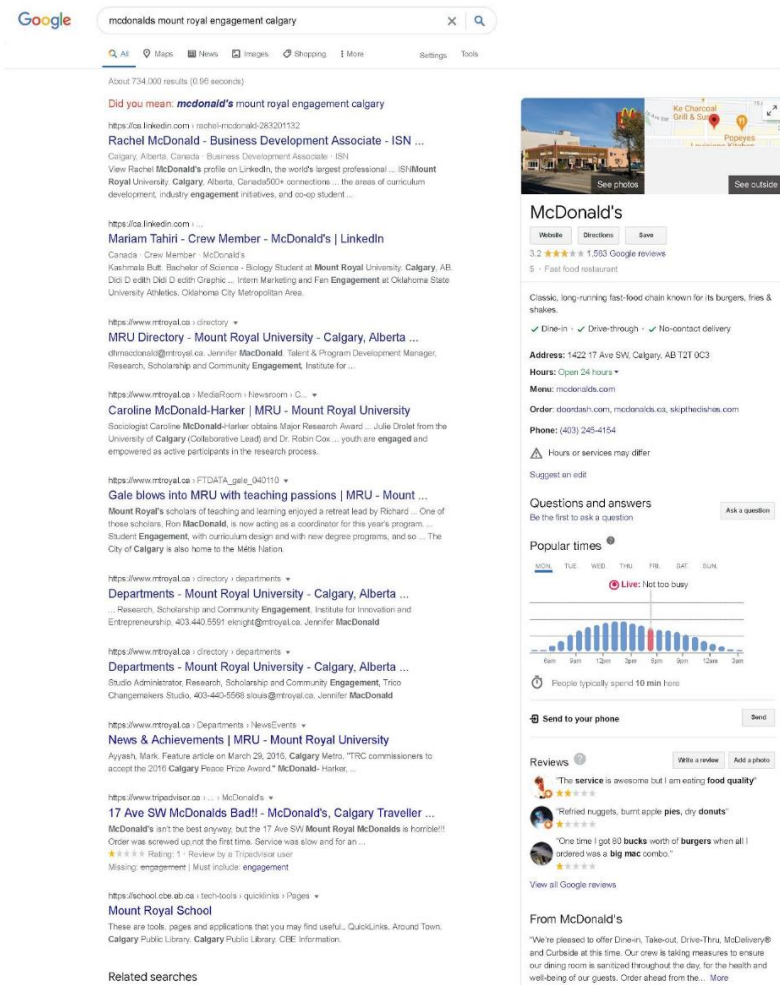 Google
mcdonalds mount royal engagement calgary
All Maps News Images Shopping More Settings Tools
About 734,000 results (0.96 seconds)
Did you mean: mcdonald's mount royal engagement calgary
https://ca.linkedin.com › rachel-mcdonald-283201132
Rachel McDonald - Business Development Associate - ISN ...
Calgary, Alberta, Canada · Business Development Associate · ISN
View Rachel McDonald's profile on LinkedIn, the world's largest professional ... ISNMount
Royal University. Calgary, Alberta, Canada500+ connections ... the areas of curriculum
development, industry engagement initiatives, and co-op student ...
https://ca.linkedin.com › ...
Mariam Tahiri - Crew Member - McDonald's | LinkedIn
Canada · Crew Member · McDonald's
Kashmala Butt. Bachelor of Science - Biology Student at Mount Royal University. Calgary, AB.
Didi D edith Didi D edith Graphic ... Intern Marketing and Fan Engagement at Oklahoma State
University Athletics. Oklahoma City Metropolitan Area.
https://www.mtroyal.ca › directory
MRU Directory - Mount Royal University - Calgary, Alberta ...
dhmacdonald@mtroyal.ca. Jennifer MacDonald. Talent & Program Development Manager,
Research, Scholarship and Community Engagement, Institute for ...
https://www.mtroyal.ca › MediaRoom › Newsroom › C...
Caroline McDonald-Harker | MRU - Mount Royal University
Sociologist Caroline McDonald-Harker obtains Major Research Award ... Julie Drolet from the
University of Calgary (Collaborative Lead) and Dr. Robin Cox ... youth are engaged and
empowered as active participants in the research process.
https://www.mtroyal.ca › FTDATA_gale_040110
Gale blows into MRU with teaching passions | MRU - Mount ...
Mount Royal's scholars of teaching and learning enjoyed a retreat lead by Richard ... One of
those scholars, Ron MacDonald, is now acting as a coordinator for this year's program. ...
Student Engagement, with curriculum design and with new degree programs, and so ... The
City of Calgary is also home to the Métis Nation.
https://www.mtroyal.ca › directory › departments
Departments - Mount Royal University - Calgary, Alberta ...
... Research, Scholarship and Community Engagement, Institute for Innovation and
Entrepreneurship, 403.440.5591 eknight@mtroyal.ca. Jennifer MacDonald
https://www.mtroyal.ca › directory › departments
Departments - Mount Royal University - Calgary, Alberta ...
Studio Administrator, Research, Scholarship and Community Engagement, Trico
Changemakers Studio, 403-440-5568 slouis@mtroyal.ca. Jennifer MacDonald
https://www.mtroyal.ca › Departments › NewsEvents
News & Achievements | MRU - Mount Royal University
Ayyash, Mark. Feature article on March 29, 2016, Calgary Metro, "TRC commissioners to
accept the 2016 Calgary Peace Prize Award." McDonald- Harker, ...
https://www.tripadvisor.ca › ... › McDonald's
17 Ave SW McDonalds Bad!! - McDonald's, Calgary Traveller ...
McDonald's isn't the best anyway, but the 17 Ave SW Mount Royal McDonalds is horrible!!!
Order was screwed up,not the first time. Service was slow and for an ...
Rating: 1 · Review by a Tripadvisor user
Missing: engagement | Must include: engagement
https://school.cbe.ab.ca › tech-tools › quicklinks › Pages
Mount Royal School
These are tools, pages and applications that you may find useful.. QuickLinks. Around Town.
Calgary Public Library. Calgary Public Library. CBE Information.
Related searches
Ke Charcoal
Grill & Sushi
Popeyes
Louisiana Kitchen
See photos
See outside
McDonald's
Website Directions Save
3.2 1,563 Google reviews
$ · Fast food restaurant
Classic, long-running fast-food chain known for its burgers, fries &
shakes.
Dine-in · Drive-through · No-contact delivery
Address: 1422 17 Ave SW, Calgary, AB T2T 0C3
Hours: Open 24 hours
Menu: mcdonalds.com
Order: doordash.com, mcdonalds.ca, skipthedishes.com
Phone: (403) 245-4154
Hours or services may differ
Suggest an edit
Questions and answers
Be the first to ask a question
Ask a question
Popular times
MON. TUE. WED. THU. FRI. SAT. SUN.
Live: Not too busy
6am 9am 12pm 3pm 6pm 9pm 12am 3am
People typically spend 10 min here
Send to your phone
Send
Reviews
Write a review Add a photo
"The service is awesome but I am eating food quality"
"Refried nuggets, burnt apple pies, dry donuts"
"One time I got 80 bucks worth of burgers when all I
ordered was a big mac combo."
View all Google reviews
From McDonald's
"We're pleased to offer Dine-in, Take-out, Drive-Thru, McDelivery®
and Curbside at this time. Our crew is taking measures to ensure
our dining room is sanitized throughout the day, for the health and
well-being of our guests. Order ahead from the... More